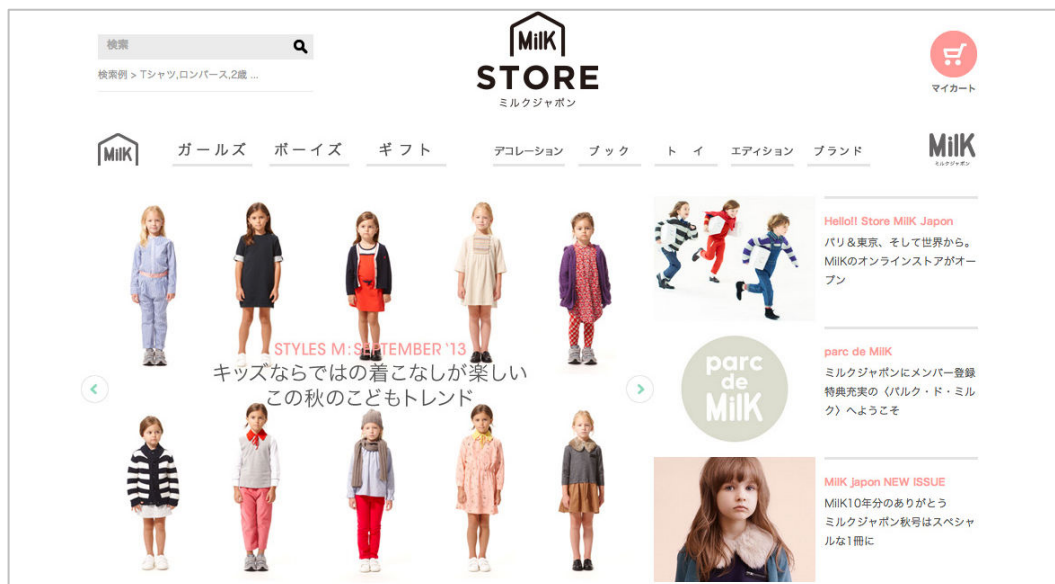 検索
検索例 > Tシャツ,ロンパース,2歳 ...
MilK
STORE
ミルクジャポン
マイカート
MilK
ガールズ
ボーイズ
ギフト
デコレーション
ブック
トイ
エディション
ブランド
MilK
ミルクジャポン
STYLES M:SEPTEMBER '13
キッズならではの着こなしが楽しい
この秋のこどもトレンド
Hello!! Store MilK Japon
パリ&東京、そして世界から。
MilKのオンラインストアがオー
プン
parc
de
MilK
parc de MilK
ミルクジャポンにメンバー登録
特典充実の〈パルク・ド・ミル
ク〉へようこそ
MilK japon NEW ISSUE
MilK10年分のありがとう
ミルクジャポン秋号はスペシャ
ルな1冊に